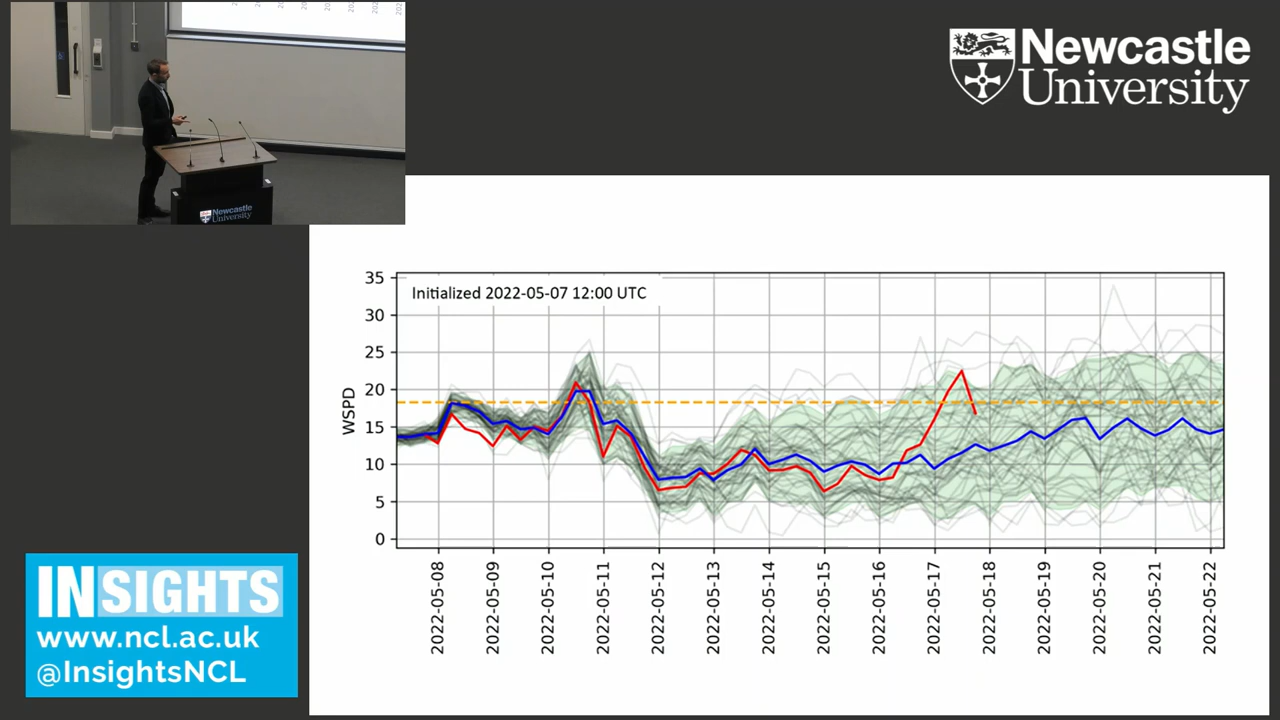 Newcastle
University
Newcastle
University
Initialized 2022-05-07 12:00 UTC
WSPD
35
30
25
20
15
10
5
0
2022-05-08
2022-05-09
2022-05-10
2022-05-11
2022-05-12
2022-05-13
2022-05-14
2022-05-15
2022-05-16
2022-05-17
2022-05-18
2022-05-19
2022-05-20
2022-05-21
2022-05-22
INSIGHTS
www.ncl.ac.uk
@InsightsNCL